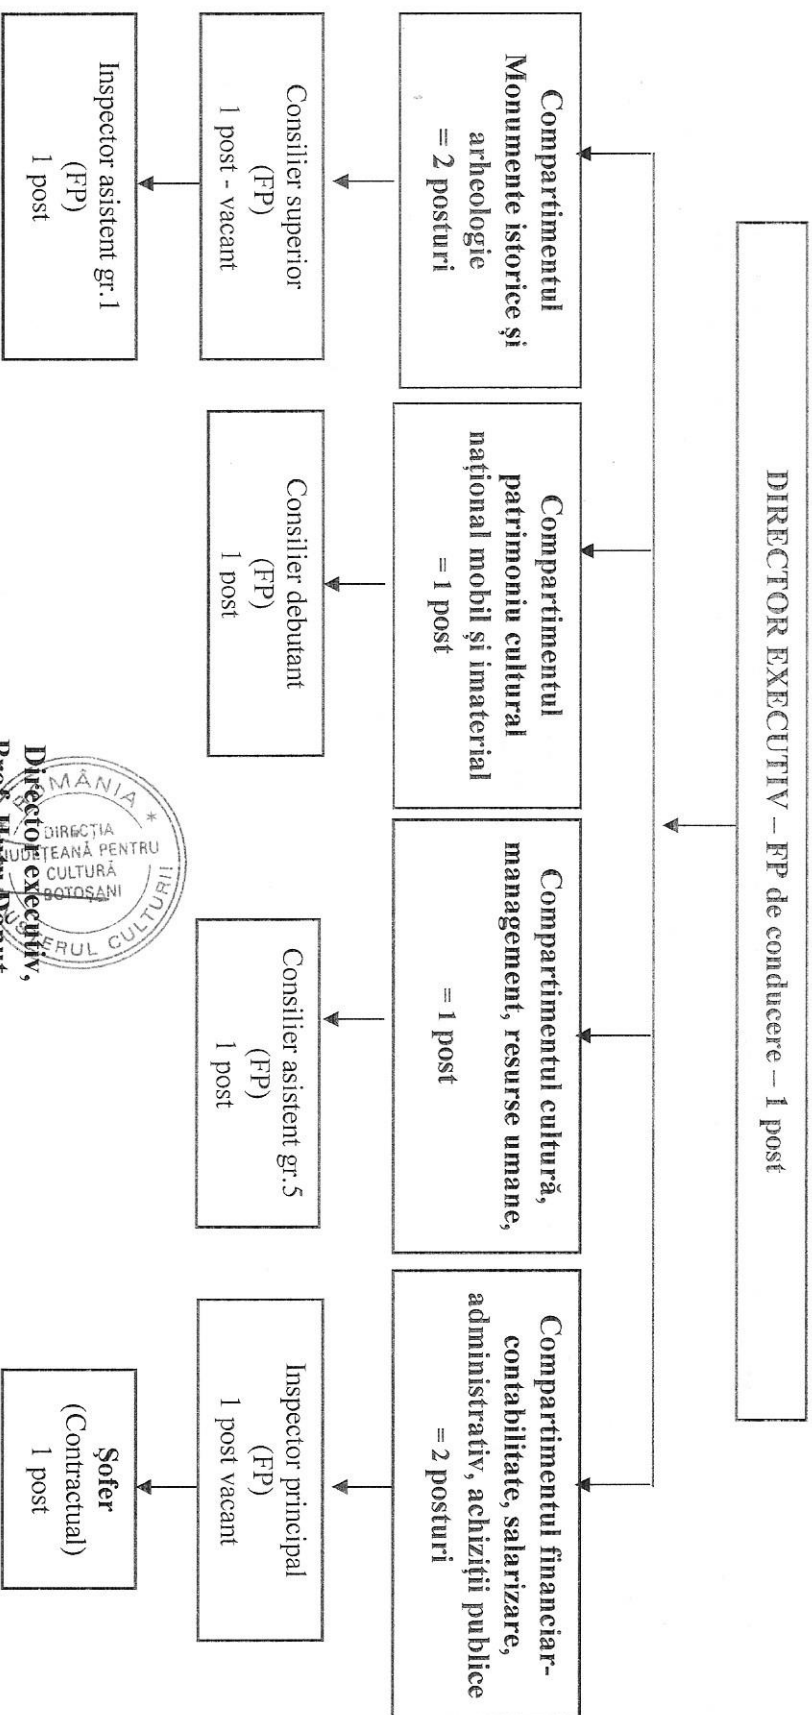 DIRECTOR EXECUTIV – FP de conducere – 1 post
Compartimentul
Monumente istorice și
arheologie
= 2 posturi
Consilier superior
(FP)
1 post - vacant
Inspector asistent gr.1
(FP)
1 post
Compartimentul
patrimoniu cultural
național mobil și imaterial
= 1 post
Consilier debutant
(FP)
1 post
Compartimentul cultură,
management, resurse umane,
= 1 post
Consilier asistent gr.5
(FP)
1 post
Compartimentul financiar-
contabilitate, salarizare,
administrativ, achiziții publice
= 2 posturi
Inspector principal
(FP)
1 post vacant
Șofer
(Contractual)
1 post
Director executiv,
Prof.
ROMÂNIA *
DIRECȚIA
JUDEȚEANĂ PENTRU
CULTURĂ
BOTOȘANI
MINISTERUL CULTURII